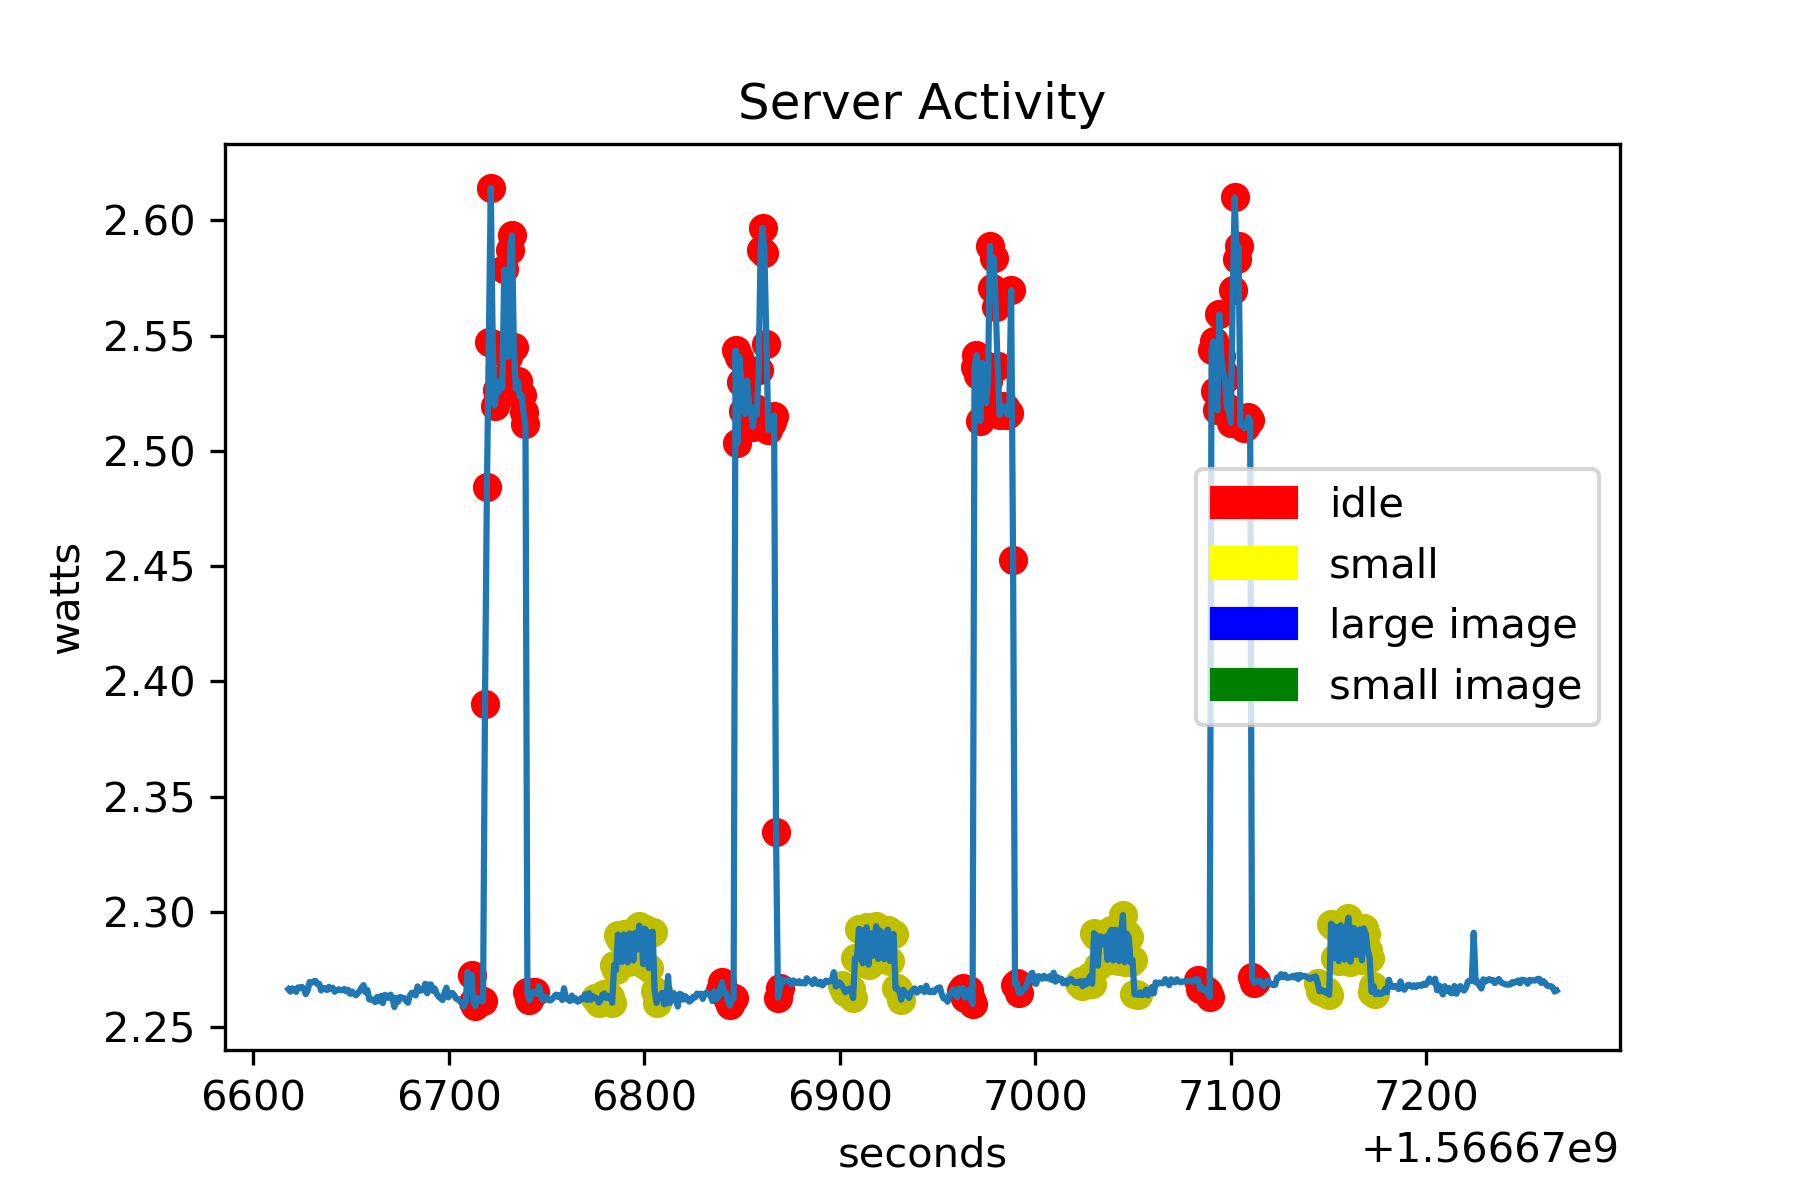 Server Activity
2.60
2.55
2.50
2.45
2.40
2.35
2.30
2.25
watts
idle
small
large image
small image
6600 6700 6800 6900 7000 7100 7200
seconds
+1.56667e9